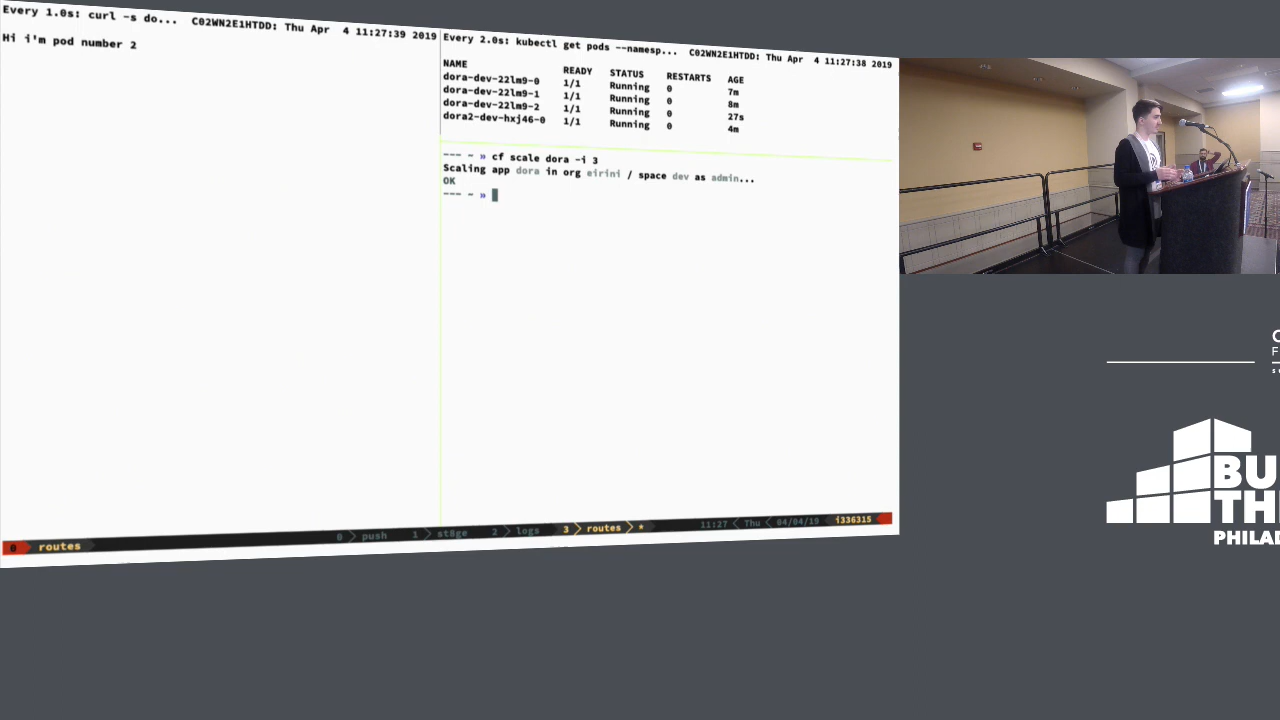 Every 1.0s: curl -s do...  C02WN2E1HTDD: Thu Apr  4 11:27:39 2019
Hi i'm pod number 2
Every 2.0s: kubectl get pods --namesp...  C02WN2E1HTDD: Thu Apr  4 11:27:38 2019
NAME READY STATUS RESTARTS AGE
dora-dev-22lm9-0 1/1 Running 0 7m
dora-dev-22lm9-1 1/1 Running 0 8m
dora-dev-22lm9-2 1/1 Running 0 27s
dora2-dev-hxj46-0 1/1 Running 0 4m
--- ~ » cf scale dora -i 3
Scaling app dora in org eirini / space dev as admin...
OK
--- ~ »
0 routes 0 push 1 st8ge 2 logs 3 routes * 11:27 Thu 04/04/19 i336315
BU
TH
PHILAD